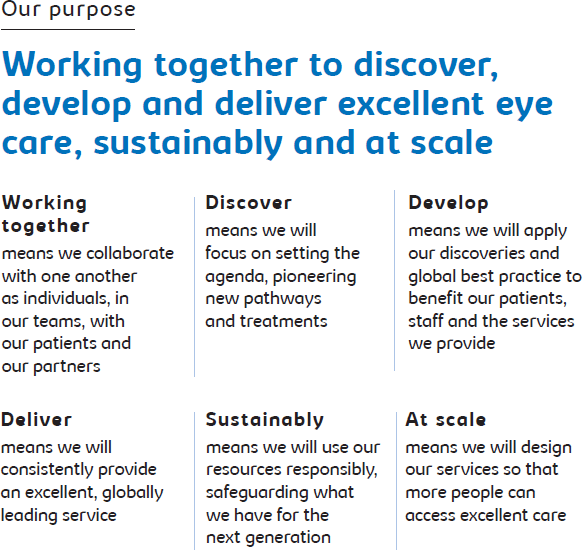 Our purpose
Working together to discover,
develop and deliver excellent eye
care, sustainably and at scale
Working
together
means we collaborate
with one another
as individuals, in
our teams, with
our patients and
our partners
Discover
means we will
focus on setting the
agenda, pioneering
new pathways
and treatments
Develop
means we will apply
our discoveries and
global best practice to
benefit our patients,
staff and the services
we provide
Deliver
means we will
consistently provide
an excellent, globally
leading service
Sustainably
means we will use our
resources responsibly,
safeguarding what
we have for the
next generation
At scale
means we will design
our services so that
more people can
access excellent care